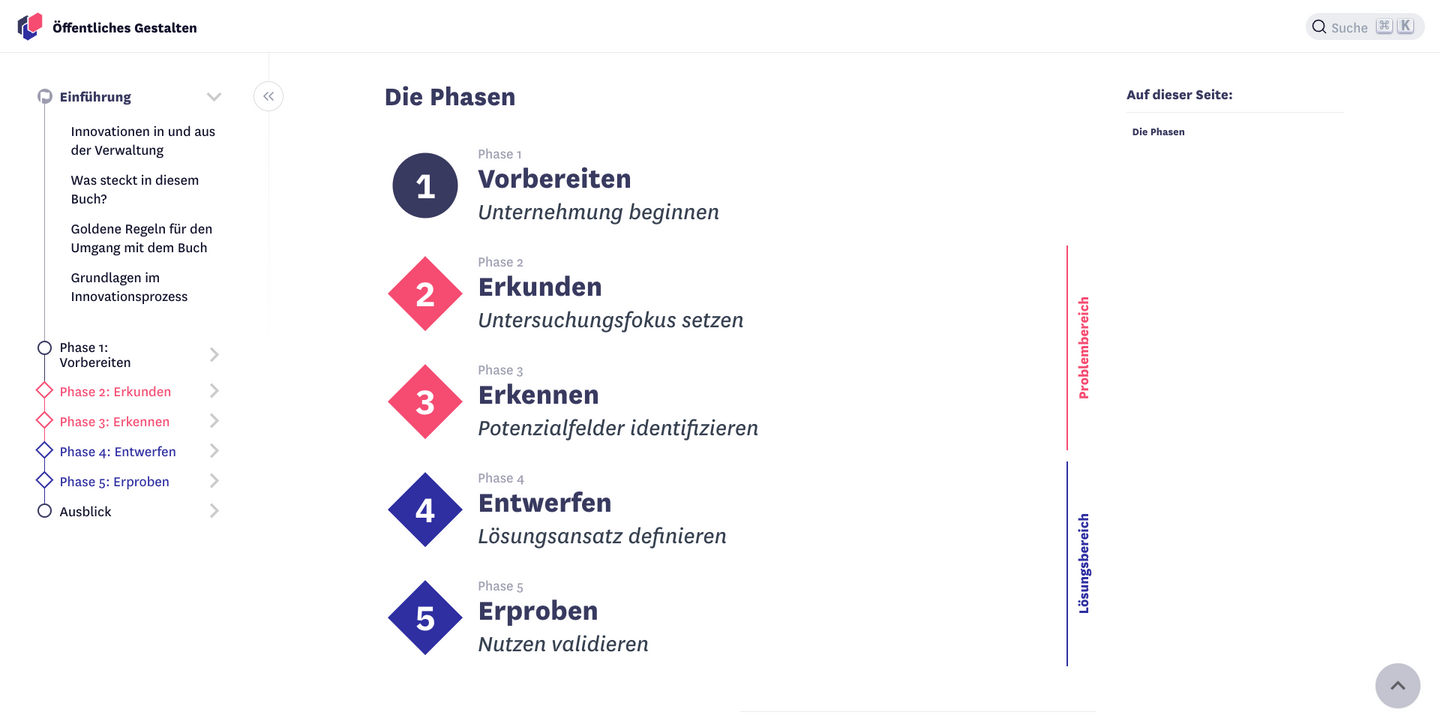 Öffentliches Gestalten
Suche ⌘ K
Einführung
Innovationen in und aus
der Verwaltung
Was steckt in diesem
Buch?
Goldene Regeln für den
Umgang mit dem Buch
Grundlagen im
Innovationsprozess
Phase 1:
Vorbereiten
Phase 2: Erkunden
Phase 3: Erkennen
Phase 4: Entwerfen
Phase 5: Erproben
Ausblick
Die Phasen
1
Phase 1
Vorbereiten
Unternehmung beginnen
2
Phase 2
Erkunden
Untersuchungsfokus setzen
3
Phase 3
Erkennen
Potenzialfelder identifizieren
4
Phase 4
Entwerfen
Lösungsansatz definieren
5
Phase 5
Erproben
Nutzen validieren
Problembereich
Lösungsbereich
Auf dieser Seite:
Die Phasen